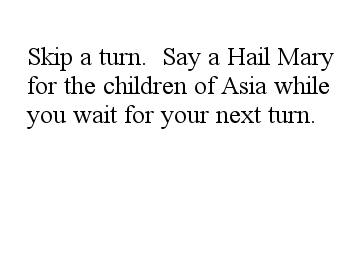 Skip a turn.  Say a Hail Mary
for the children of Asia while
you wait for your next turn.